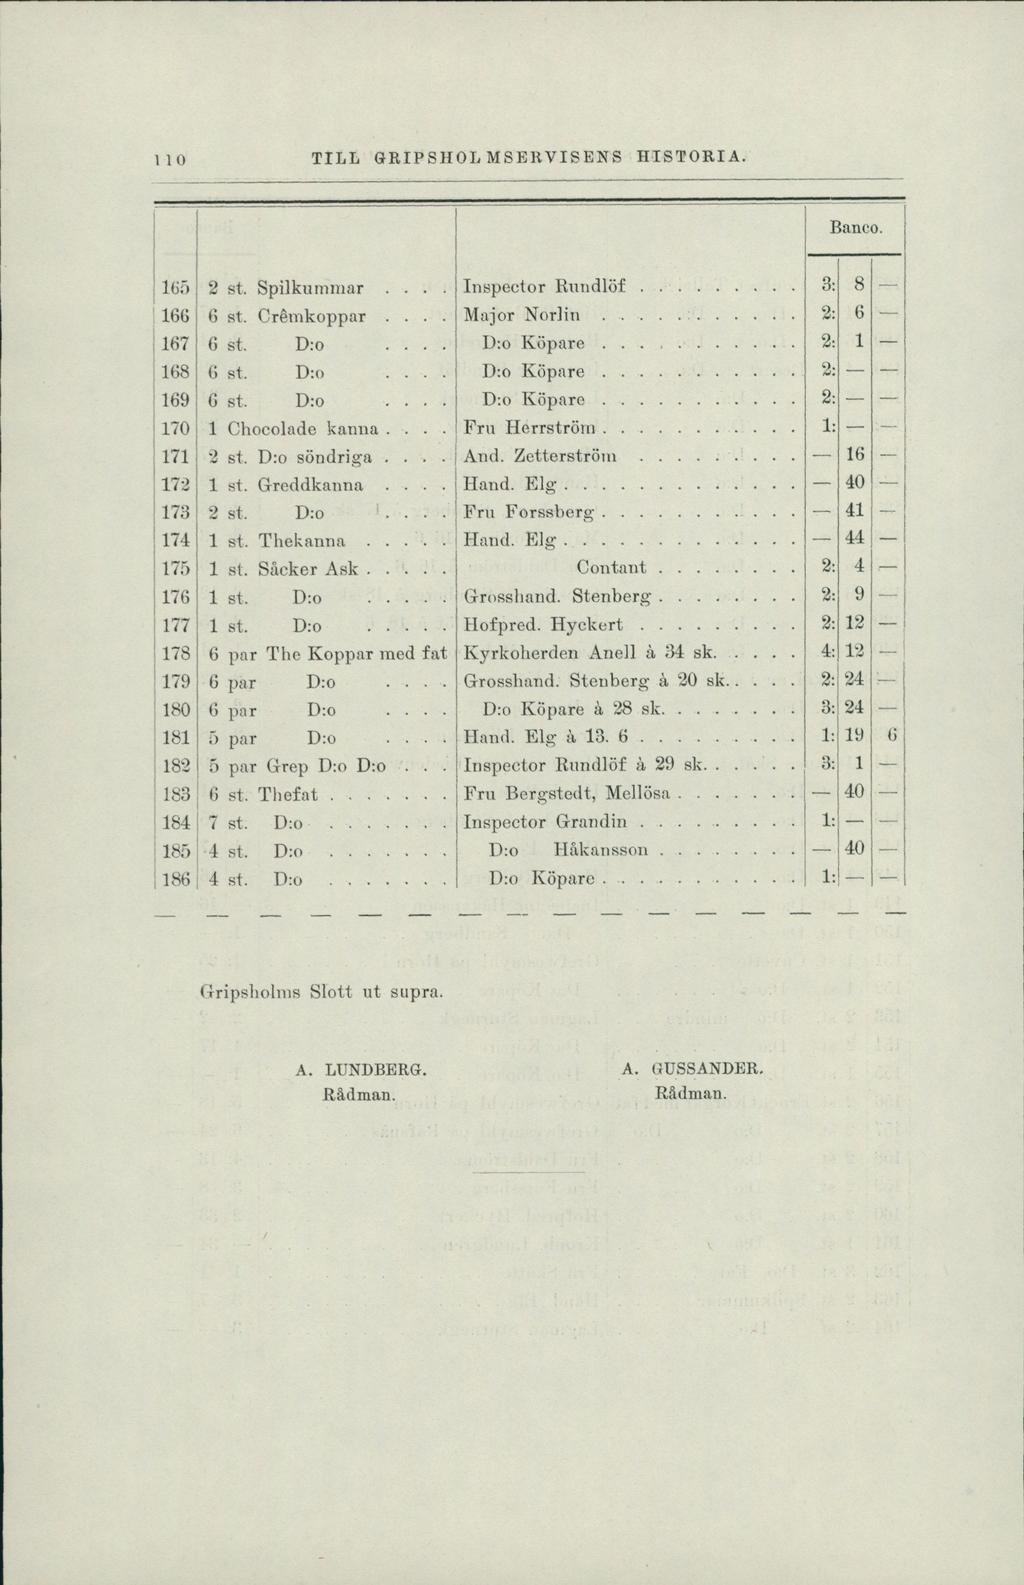 110 TILL GRIPSHOLMSERVISENS HISTORIA.
Banco.
165 2 st. Spilkummar . . . . Inspector Rundlöf . . . . . . . . . 3: 8 —
166 6 st. Crêmkoppar . . . . Major Norlin . . . . . . . . . . . 2: 6 —
167 6 st. D:o . . . . D:o Köpare . . . . . . . . . . . 2: 1 —
168 6 st. D:o . . . . D:o Köpare . . . . . . . . . . . 2: — —
169 6 st. D:o . . . . D:o Köpare . . . . . . . . . . . 2: — —
170 1 Chocolade kanna . . . . Fru Herrström . . . . . . . . . . . 1: — —
171 2 st. D:o söndriga . . . . And. Zetterström . . . . . . . . . — 16 —
172 1 st. Greddkanna . . . . Hand. Elg . . . . . . . . . . . . . — 40 —
173 2 st. D:o . . . . Fru Forssberg . . . . . . . . . . . — 41 —
174 1 st. Thekanna . . . . . Hand. Elg . . . . . . . . . . . . . — 44 —
175 1 st. Såcker Ask . . . . . Contant . . . . . . . . 2: 4 —
176 1 st. D:o . . . . . Grosshand. Stenberg . . . . . . . . 2: 9 —
177 1 st. D:o . . . . . Hofpred. Hyckert . . . . . . . . . 2: 12 —
178 6 par The Koppar med fat Kyrkoherden Anell à 34 sk. . . . . 4: 12 —
179 6 par D:o . . . . Grosshand. Stenberg à 20 sk. . . . . 2: 24 —
180 6 par D:o . . . . D:o Köpare à 28 sk. . . . . . . . 3: 24 —
181 5 par D:o . . . . Hand. Elg à 13. 6 . . . . . . . . . 1: 19 6
182 5 par Grep D:o D:o . . . Inspector Rundlöf à 29 sk. . . . . . 3: 1 —
183 6 st. Thefat . . . . . . . Fru Bergstedt, Mellösa . . . . . . . — 40 —
184 7 st. D:o . . . . . . . Inspector Grandin . . . . . . . . . 1: — —
185 4 st. D:o . . . . . . . D:o Håkansson . . . . . . . . — 40 —
186 4 st. D:o . . . . . . . D:o Köpare . . . . . . . . . . . 1: — —
— — — — — — — — — — — — — — — —
Gripsholms Slott ut supra.
A. LUNDBERG. A. GUSSANDER.
Rådman. Rådman.